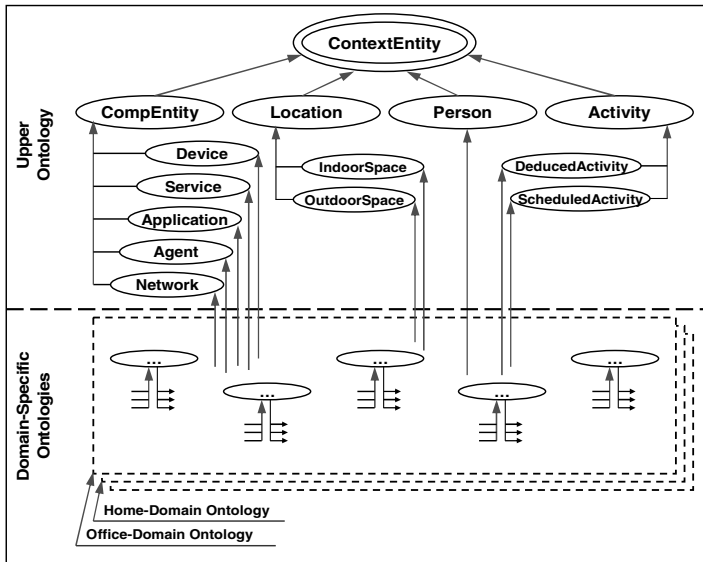 ContextEntity
CompEntity
Location
Person
Activity
Device
Service
Application
Agent
Network
IndoorSpace
OutdoorSpace
DeducedActivity
ScheduledActivity
Upper
Ontology
Domain-Specific
Ontologies
...
...
...
...
...
Home-Domain Ontology
Office-Domain Ontology